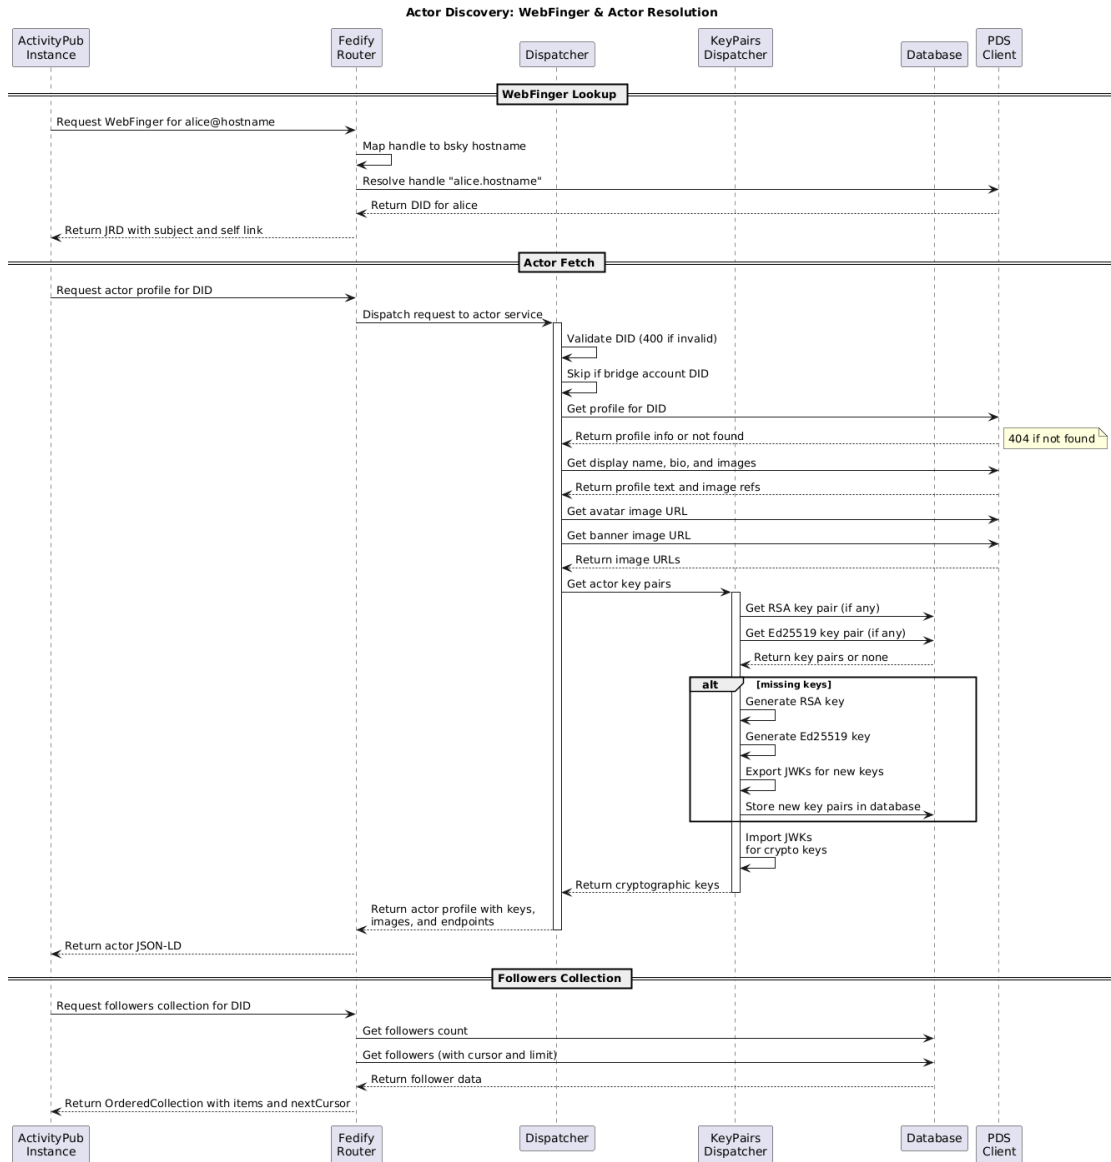 Actor Discovery: WebFinger & Actor Resolution
ActivityPub
Instance
Fedify
Router
Dispatcher
KeyPairs
Dispatcher
Database
PDS
Client
WebFinger Lookup
Request WebFinger for alice@hostname
Map handle to bsky hostname
Resolve handle "alice.hostname"
Return DID for alice
Return JRD with subject and self link
Actor Fetch
Request actor profile for DID
Dispatch request to actor service
Validate DID (400 if invalid)
Skip if bridge account DID
Get profile for DID
Return profile info or not found
404 if not found
Get display name, bio, and images
Return profile text and image refs
Get avatar image URL
Get banner image URL
Return image URLs
Get actor key pairs
Get RSA key pair (if any)
Get Ed25519 key pair (if any)
Return key pairs or none
alt [missing keys]
Generate RSA key
Generate Ed25519 key
Export JWKs for new keys
Store new key pairs in database
Import JWKs
for crypto keys
Return cryptographic keys
Return actor profile with keys,
images, and endpoints
Return actor JSON-LD
Followers Collection
Request followers collection for DID
Get followers count
Get followers (with cursor and limit)
Return follower data
Return OrderedCollection with items and nextCursor
ActivityPub
Instance
Fedify
Router
Dispatcher
KeyPairs
Dispatcher
Database
PDS
Client